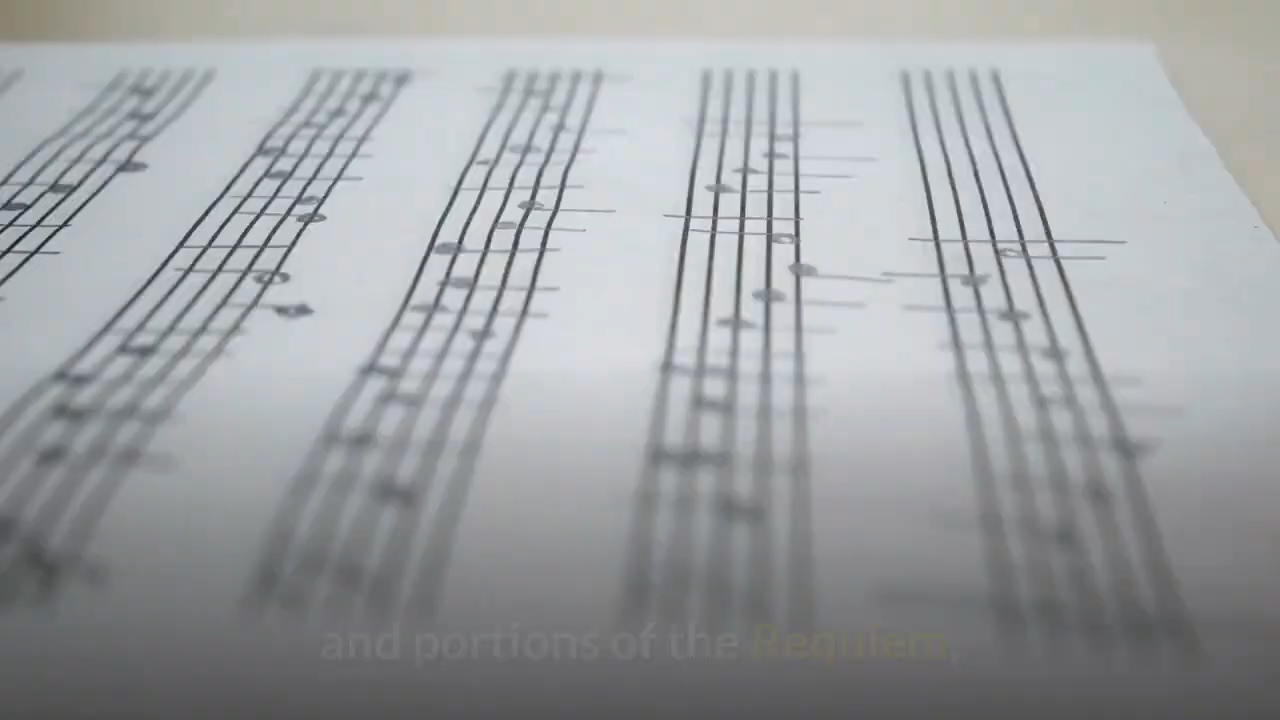 and portions of the Requiem,